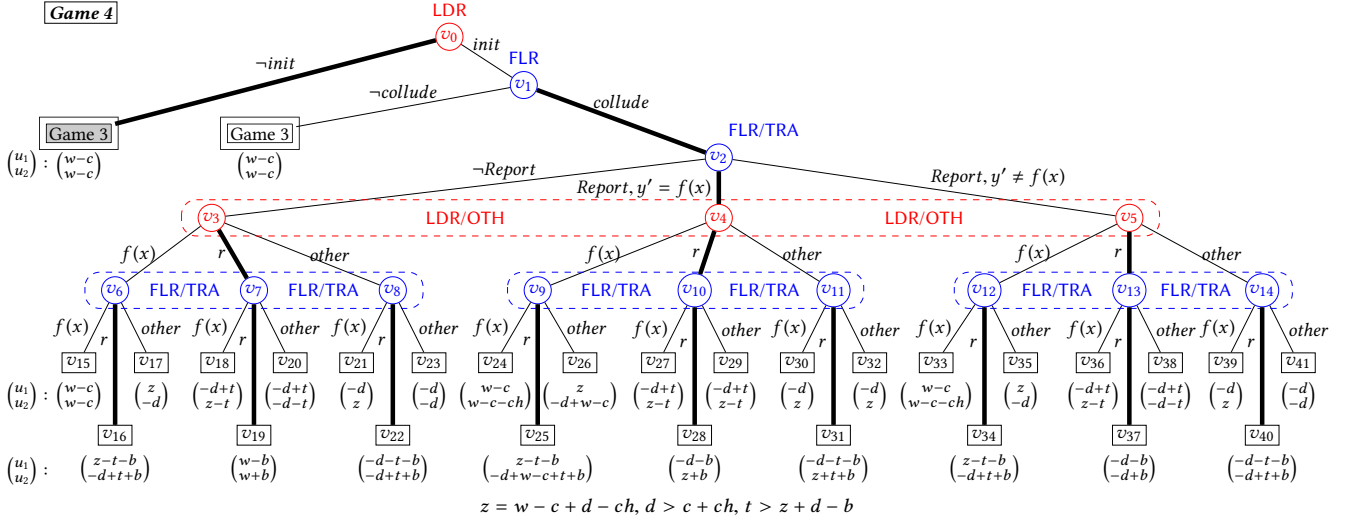 Game 4
LDR
v0
¬init
init
FLR
v1
¬collude
collude
Game 3
Game 3
FLR/TRA
v2
(u1 u2) : (w−c w−c) (w−c w−c)
¬Report
Report, y′ = f(x)
Report, y′ ≠ f(x)
v3 LDR/OTH v4 LDR/OTH v5
f(x) r other f(x) r other f(x) r other
v6 FLR/TRA v7 FLR/TRA v8 v9 FLR/TRA v10 FLR/TRA v11 v12 FLR/TRA v13 FLR/TRA v14
f(x) r other f(x) r other f(x) r other f(x) r other f(x) r other f(x) r other f(x) r other f(x) r other f(x) r other
v15 v17 v18 v20 v21 v23 v24 v26 v27 v29 v30 v32 v33 v35 v36 v38 v39 v41
(u1 u2) : (w−c w−c) (z −d) (−d+t z−t) (−d+t −d−t) (−d z) (−d −d) (w−c w−c−ch) (z −d+w−c) (−d+t z−t) (−d+t z−t) (−d z) (−d z) (w−c w−c−ch) (z −d) (−d+t z−t) (−d+t −d−t) (−d z) (−d −d)
v16 v19 v22 v25 v28 v31 v34 v37 v40
(u1 u2) : (z−t−b −d+t+b) (w−b w+b) (−d−t−b −d+t+b) (z−t−b −d+w−c+t+b) (−d−b z+b) (−d−t−b z+t+b) (z−t−b −d+t+b) (−d−b −d+b) (−d−t−b −d+t+b)
z = w − c + d − ch, d > c + ch, t > z + d − b